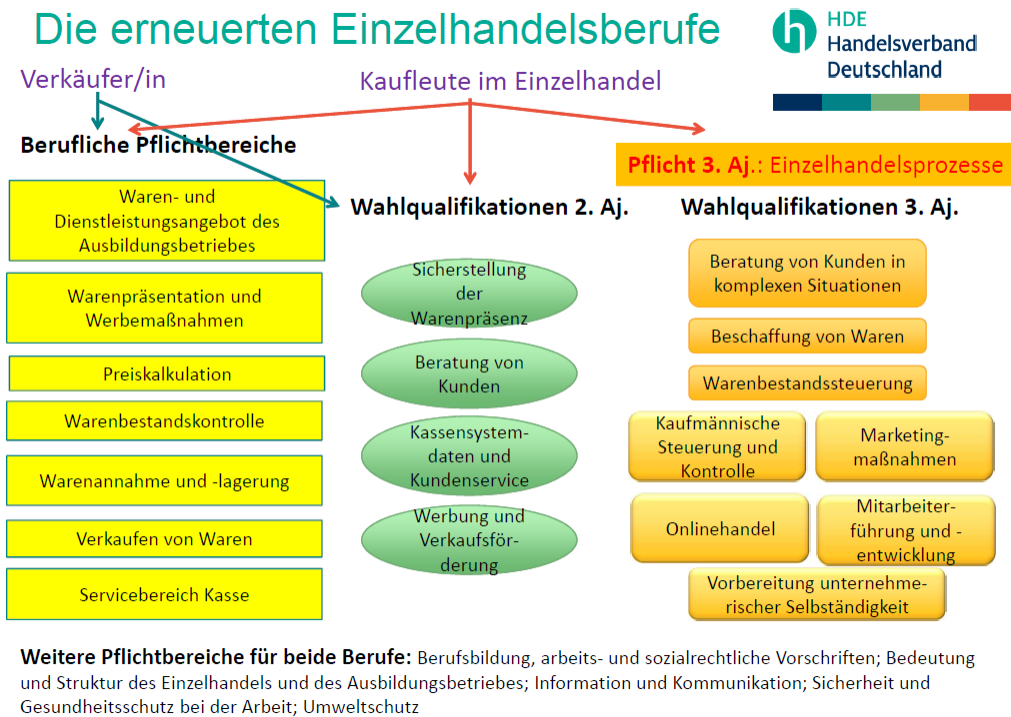 Die erneuerten Einzelhandelsberufe
HDE
Handelsverband
Deutschland
Verkäufer/in
Kaufleute im Einzelhandel
Berufliche Pflichtbereiche
Waren- und
Dienstleistungsangebot des
Ausbildungsbetriebes
Warenpräsentation und
Werbemaßnahmen
Preiskalkulation
Warenbestandskontrolle
Warenannahme und -lagerung
Verkaufen von Waren
Servicebereich Kasse
Wahlqualifikationen 2. Aj.
Sicherstellung
der
Warenpräsenz
Beratung von
Kunden
Kassensystem-
daten und
Kundenservice
Werbung und
Verkaufsför-
derung
Pflicht 3. Aj.: Einzelhandelsprozesse
Wahlqualifikationen 3. Aj.
Beratung von Kunden in
komplexen Situationen
Beschaffung von Waren
Warenbestandssteuerung
Kaufmännische
Steuerung und
Kontrolle
Marketing-
maßnahmen
Onlinehandel
Mitarbeiter-
führung und -
entwicklung
Vorbereitung unternehme-
rischer Selbständigkeit
Weitere Pflichtbereiche für beide Berufe: Berufsbildung, arbeits- und sozialrechtliche Vorschriften; Bedeutung
und Struktur des Einzelhandels und des Ausbildungsbetriebes; Information und Kommunikation; Sicherheit und
Gesundheitsschutz bei der Arbeit; Umweltschutz